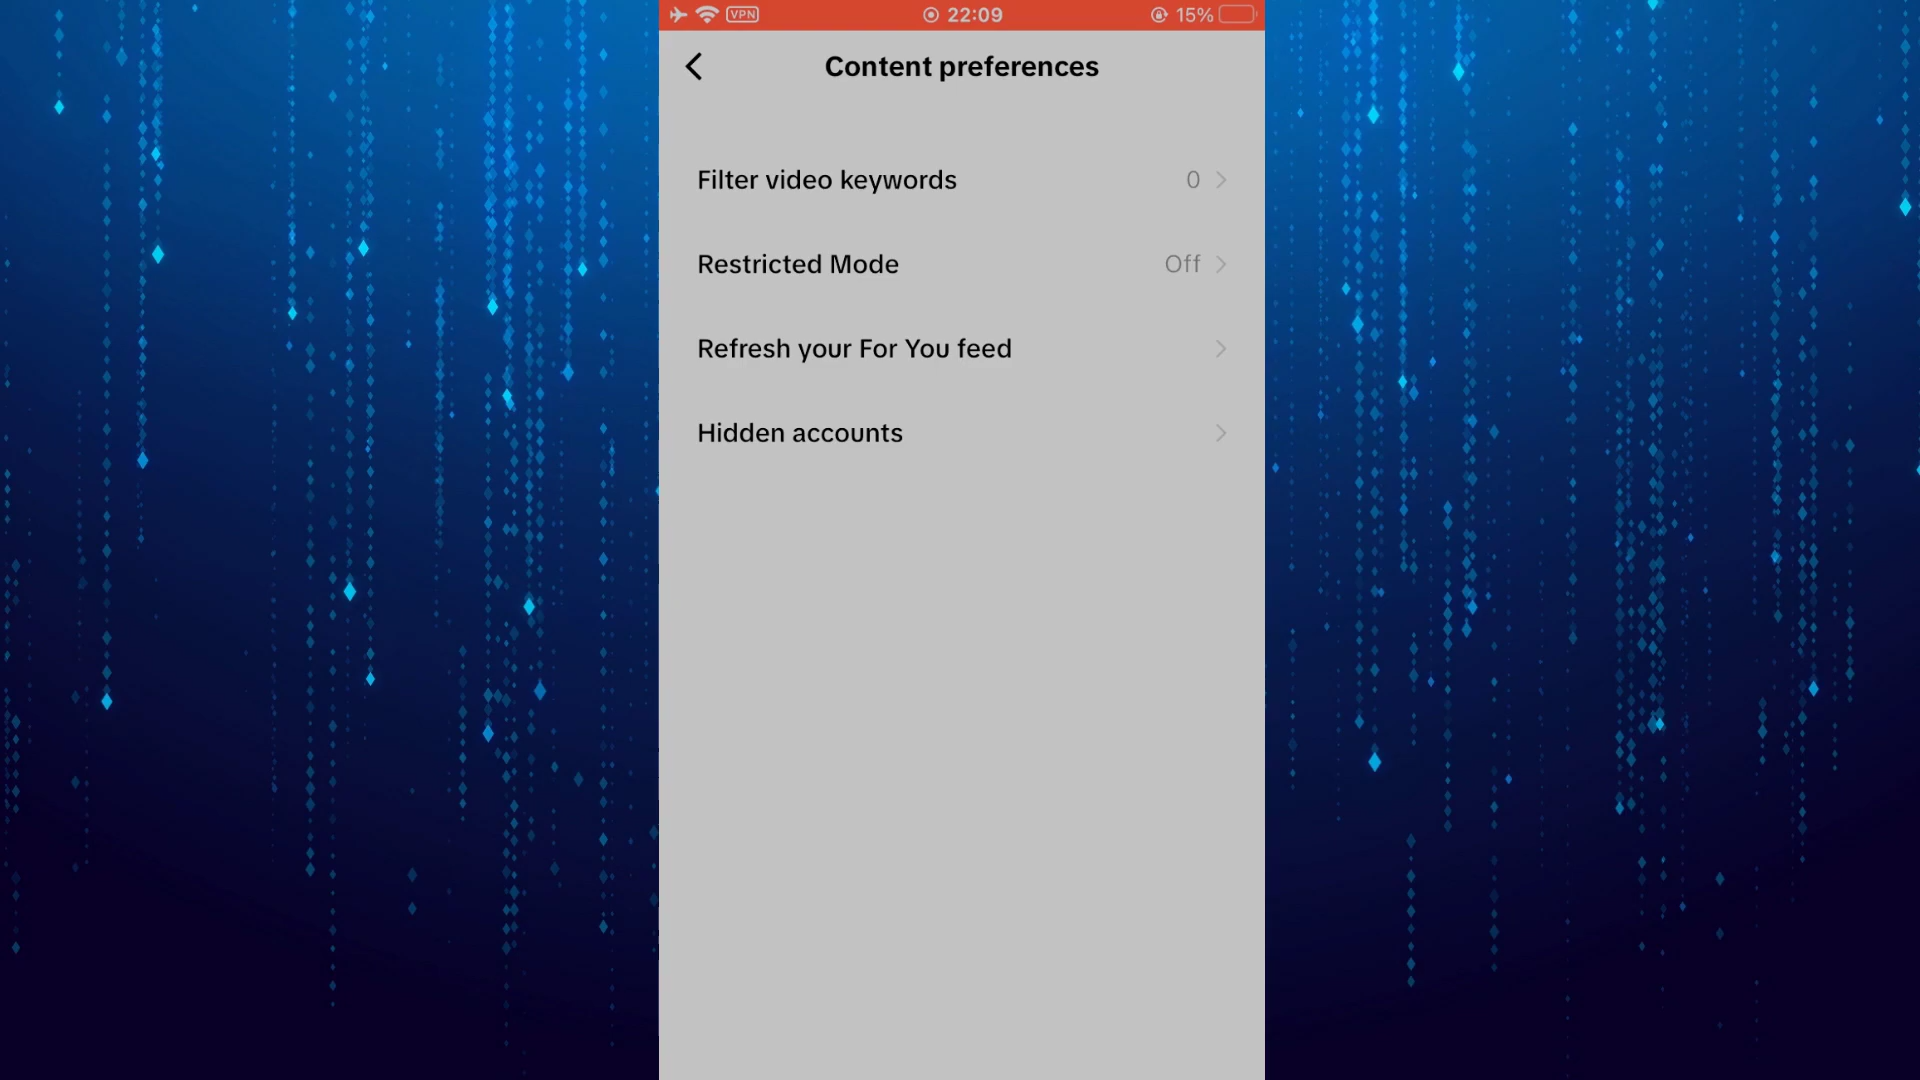 VPN 22:09 15%
Content preferences
Filter video keywords 0
Restricted Mode Off
Refresh your For You feed
Hidden accounts